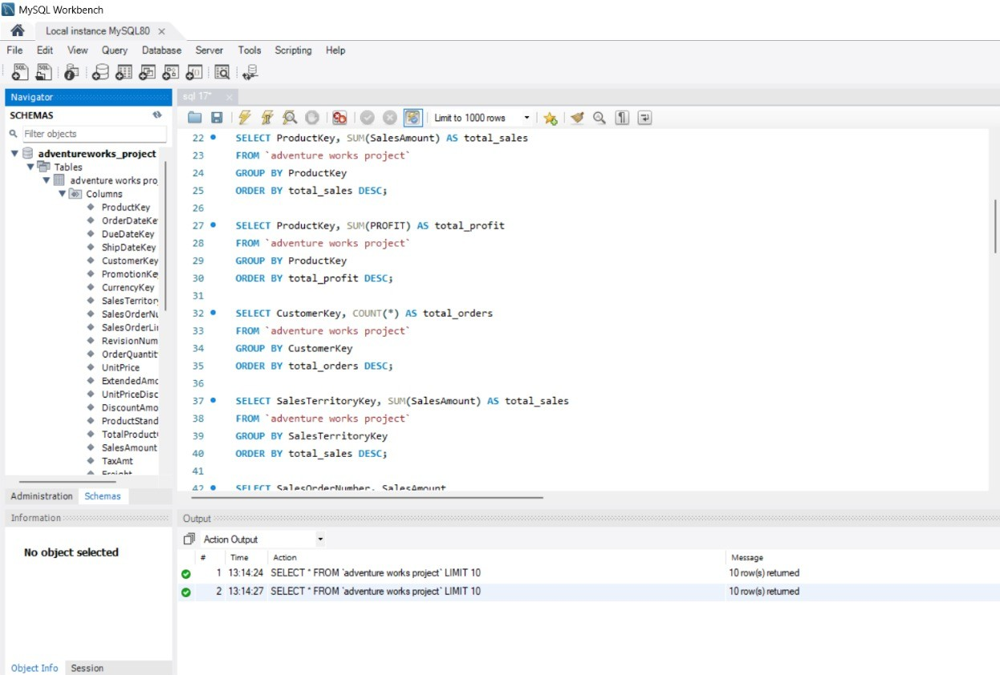 MySQL Workbench
Local instance MySQL80
File Edit View Query Database Server Tools Scripting Help
Navigator
SCHEMAS
Filter objects
adventureworks_project
Tables
adventure works pro
Columns
ProductKey
OrderDateKe
DueDateKey
ShipDateKey
CustomerKey
PromotionKe
CurrencyKey
SalesTerritory
SalesOrderNu
SalesOrderLi
RevisionNum
OrderQuantit
UnitPrice
ExtendedAmo
UnitPriceDisc
DiscountAmo
ProductStand
TotalProduct
SalesAmount
TaxAmt
Freight
Administration Schemas
Information
No object selected
Object Info Session
sql 17*
Limit to 1000 rows
22 SELECT ProductKey, SUM(SalesAmount) AS total_sales
23 FROM `adventure works project`
24 GROUP BY ProductKey
25 ORDER BY total_sales DESC;
26
27 SELECT ProductKey, SUM(PROFIT) AS total_profit
28 FROM `adventure works project`
29 GROUP BY ProductKey
30 ORDER BY total_profit DESC;
31
32 SELECT CustomerKey, COUNT(*) AS total_orders
33 FROM `adventure works project`
34 GROUP BY CustomerKey
35 ORDER BY total_orders DESC;
36
37 SELECT SalesTerritoryKey, SUM(SalesAmount) AS total_sales
38 FROM `adventure works project`
39 GROUP BY SalesTerritoryKey
40 ORDER BY total_sales DESC;
41
42 SELECT SalesOrderNumber, SalesAmount
Output
Action Output
# Time Action Message
1 13:14:24 SELECT * FROM `adventure works project` LIMIT 10 10 row(s) returned
2 13:14:27 SELECT * FROM `adventure works project` LIMIT 10 10 row(s) returned